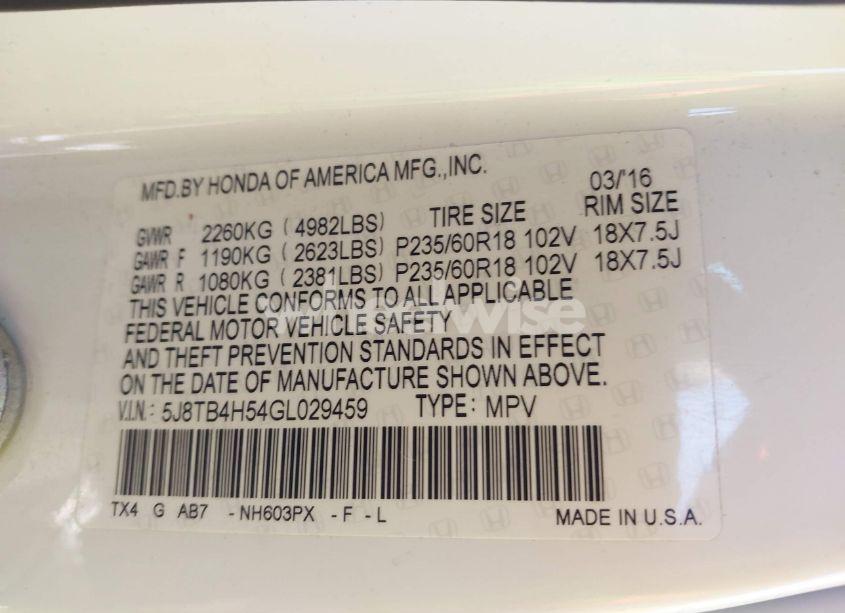 MFD.BY HONDA OF AMERICA MFG.,INC. 03/'16
GVWR 2260KG (4982LBS) TIRE SIZE RIM SIZE
GAWR F 1190KG (2623LBS) P235/60R18 102V 18X7.5J
GAWR R 1080KG (2381LBS) P235/60R18 102V 18X7.5J
THIS VEHICLE CONFORMS TO ALL APPLICABLE
FEDERAL MOTOR VEHICLE SAFETY
AND THEFT PREVENTION STANDARDS IN EFFECT
ON THE DATE OF MANUFACTURE SHOWN ABOVE.
V.I.N.: 5J8TB4H54GL029459 TYPE: MPV
TX4 G AB7 -NH603PX -F -L MADE IN U.S.A.